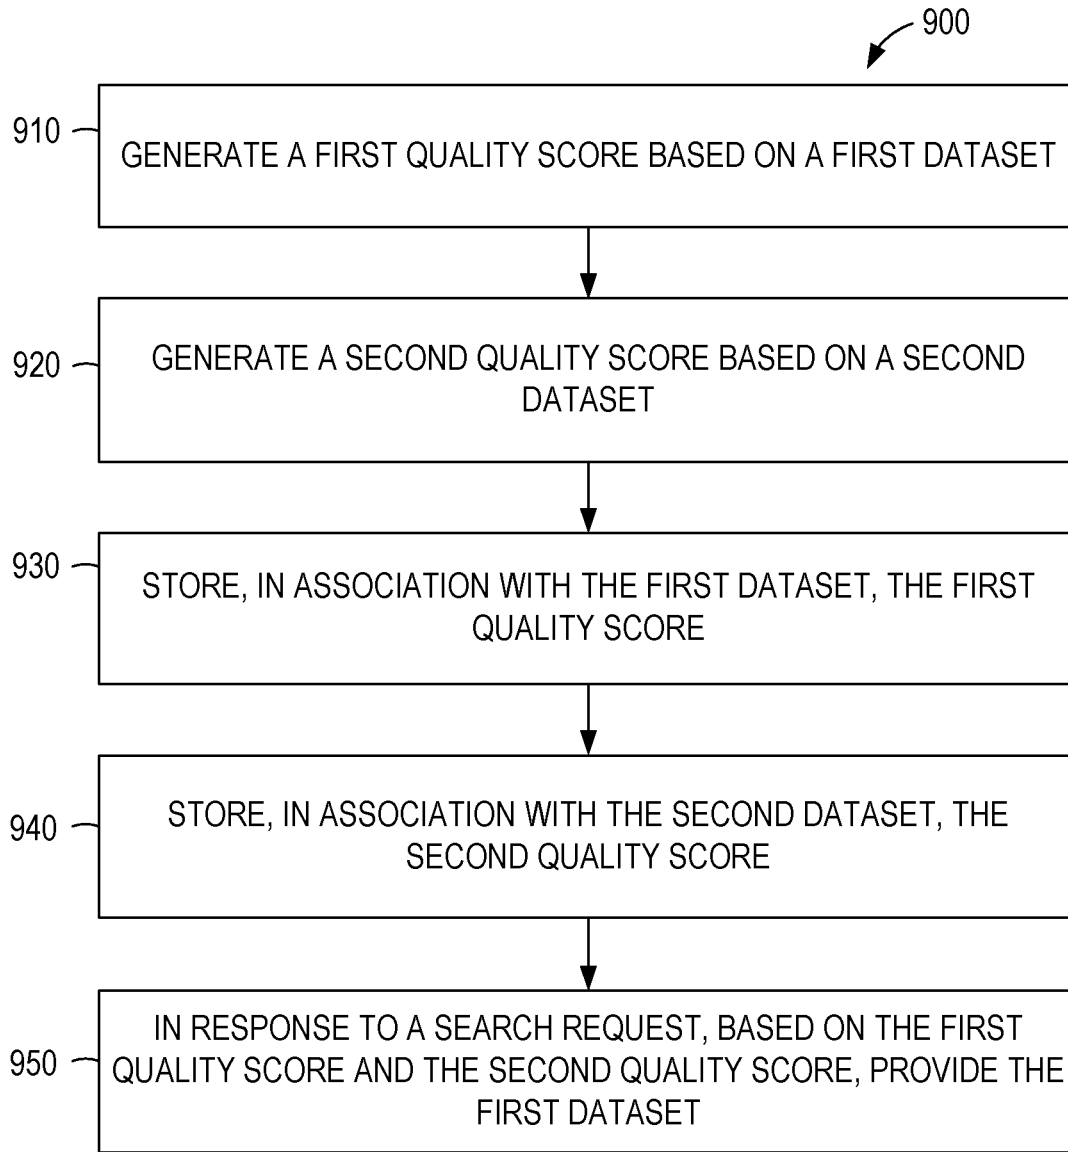 900
910
GENERATE A FIRST QUALITY SCORE BASED ON A FIRST DATASET
920
GENERATE A SECOND QUALITY SCORE BASED ON A SECOND
DATASET
930
STORE, IN ASSOCIATION WITH THE FIRST DATASET, THE FIRST
QUALITY SCORE
940
STORE, IN ASSOCIATION WITH THE SECOND DATASET, THE
SECOND QUALITY SCORE
950
IN RESPONSE TO A SEARCH REQUEST, BASED ON THE FIRST
QUALITY SCORE AND THE SECOND QUALITY SCORE, PROVIDE THE
FIRST DATASET